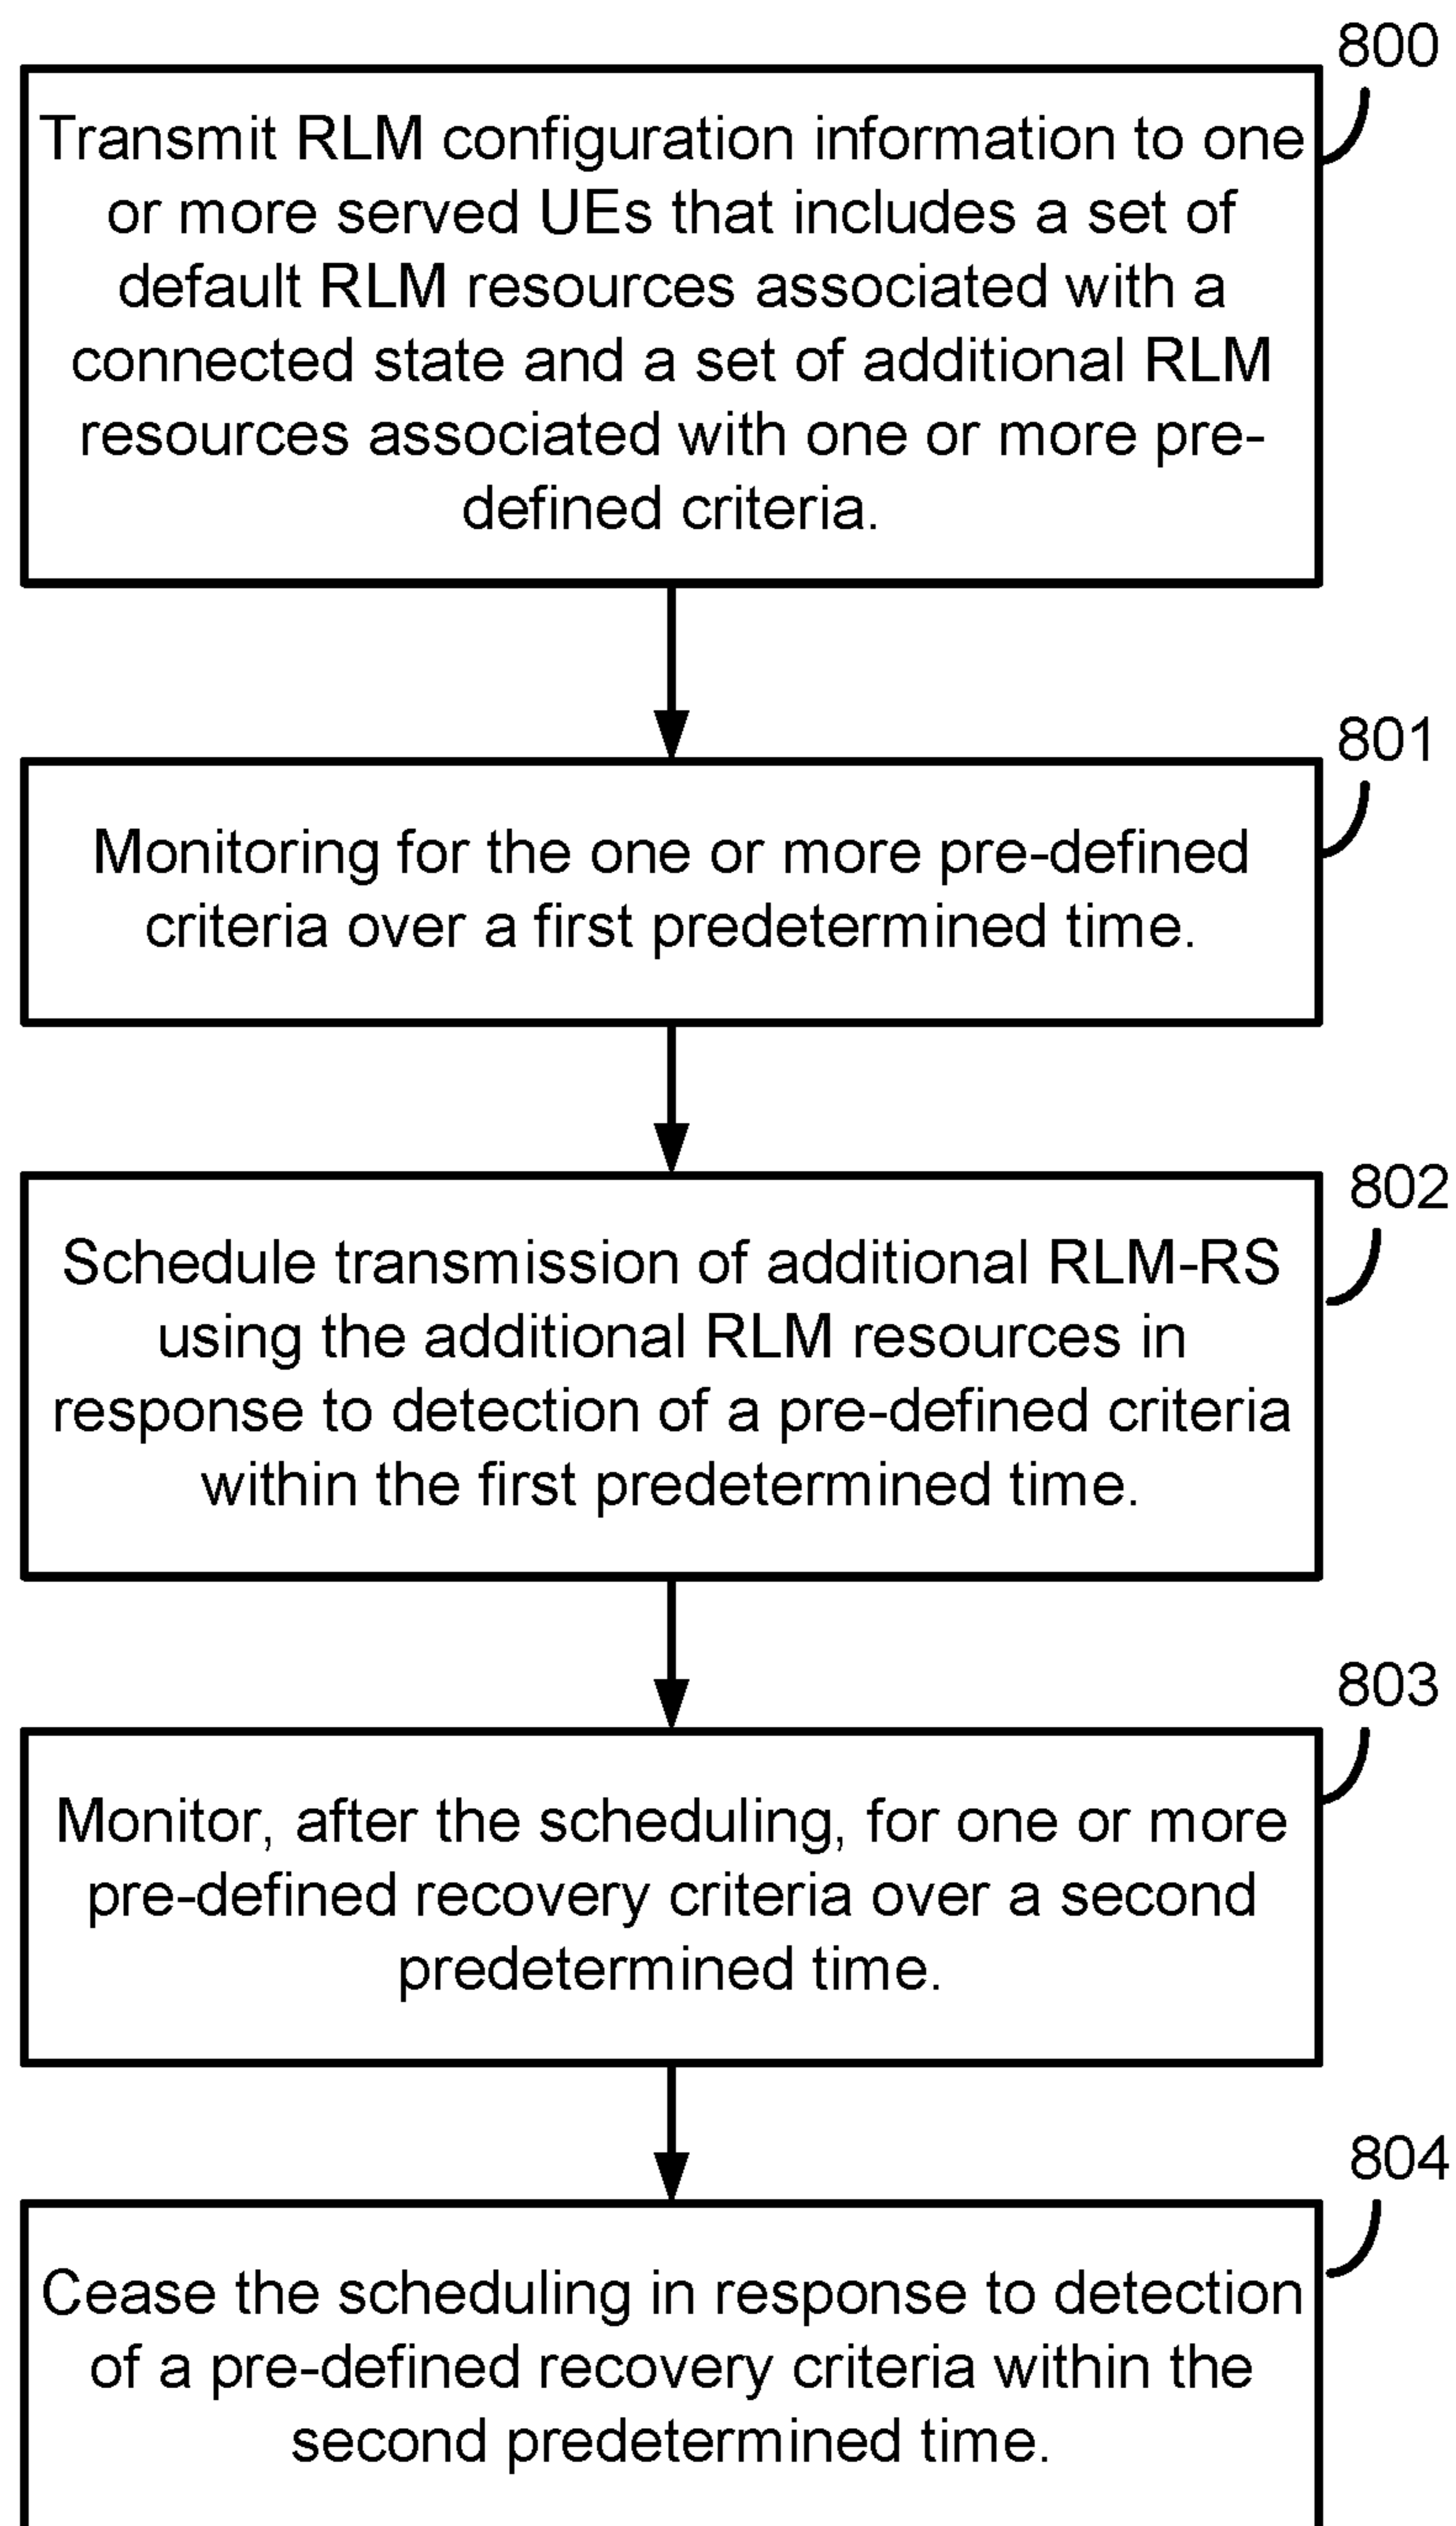 800
Transmit RLM configuration information to one
or more served UEs that includes a set of
default RLM resources associated with a
connected state and a set of additional RLM
resources associated with one or more pre-
defined criteria.
801
Monitoring for the one or more pre-defined
criteria over a first predetermined time.
802
Schedule transmission of additional RLM-RS
using the additional RLM resources in
response to detection of a pre-defined criteria
within the first predetermined time.
803
Monitor, after the scheduling, for one or more
pre-defined recovery criteria over a second
predetermined time.
804
Cease the scheduling in response to detection
of a pre-defined recovery criteria within the
second predetermined time.